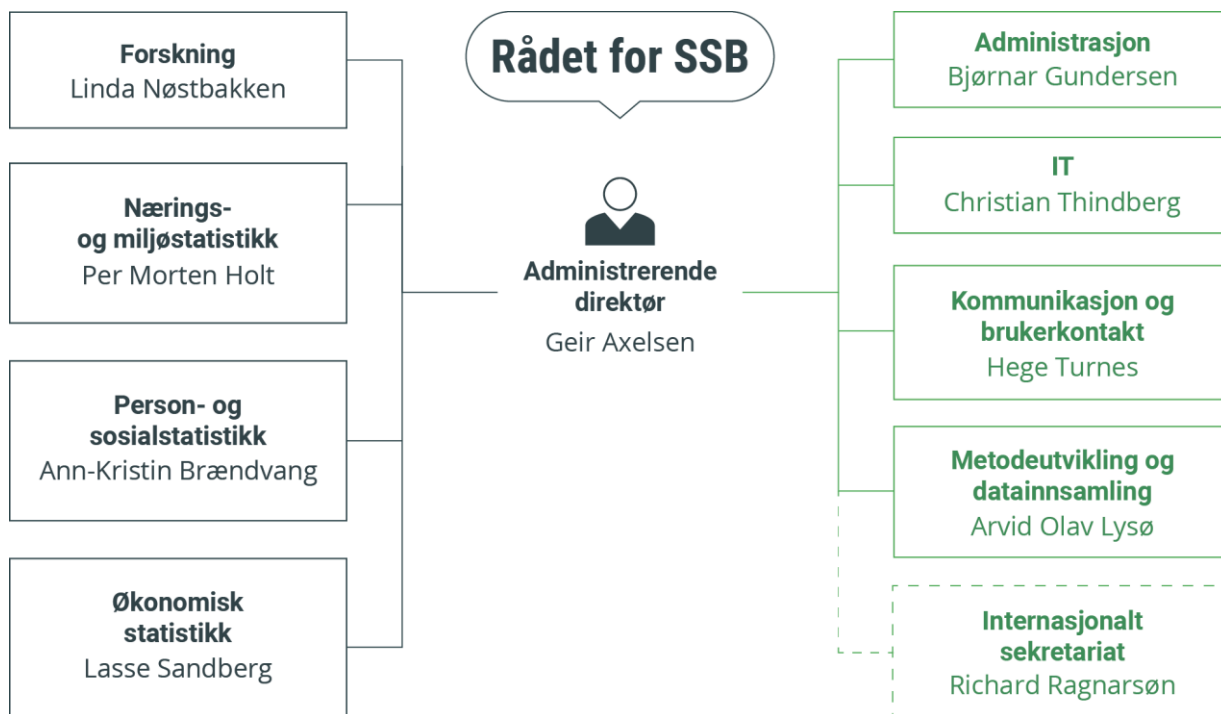 Forskning
Linda Nøstbakken
Nærings-
og miljøstatistikk
Per Morten Holt
Person- og
sosialstatistikk
Ann-Kristin Brændvang
Økonomisk
statistikk
Lasse Sandberg
Rådet for SSB
Administrerende
direktør
Geir Axelsen
Administrasjon
Bjørnar Gundersen
IT
Christian Thindberg
Kommunikasjon og
brukerkontakt
Hege Turnes
Metodeutvikling og
datainnsamling
Arvid Olav Lysø
Internasjonalt
sekretariat
Richard Ragnarsøn